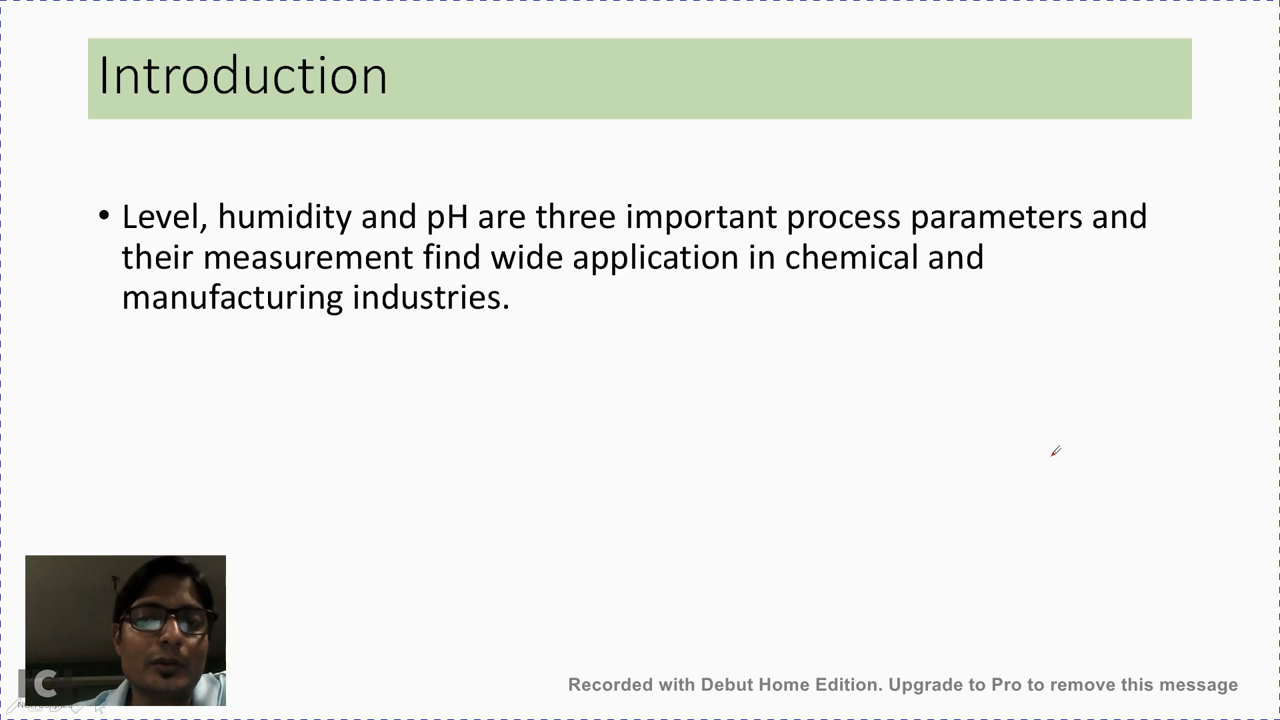 Introduction
• Level, humidity and pH are three important process parameters and
their measurement find wide application in chemical and
manufacturing industries.
Recorded with Debut Home Edition. Upgrade to Pro to remove this message